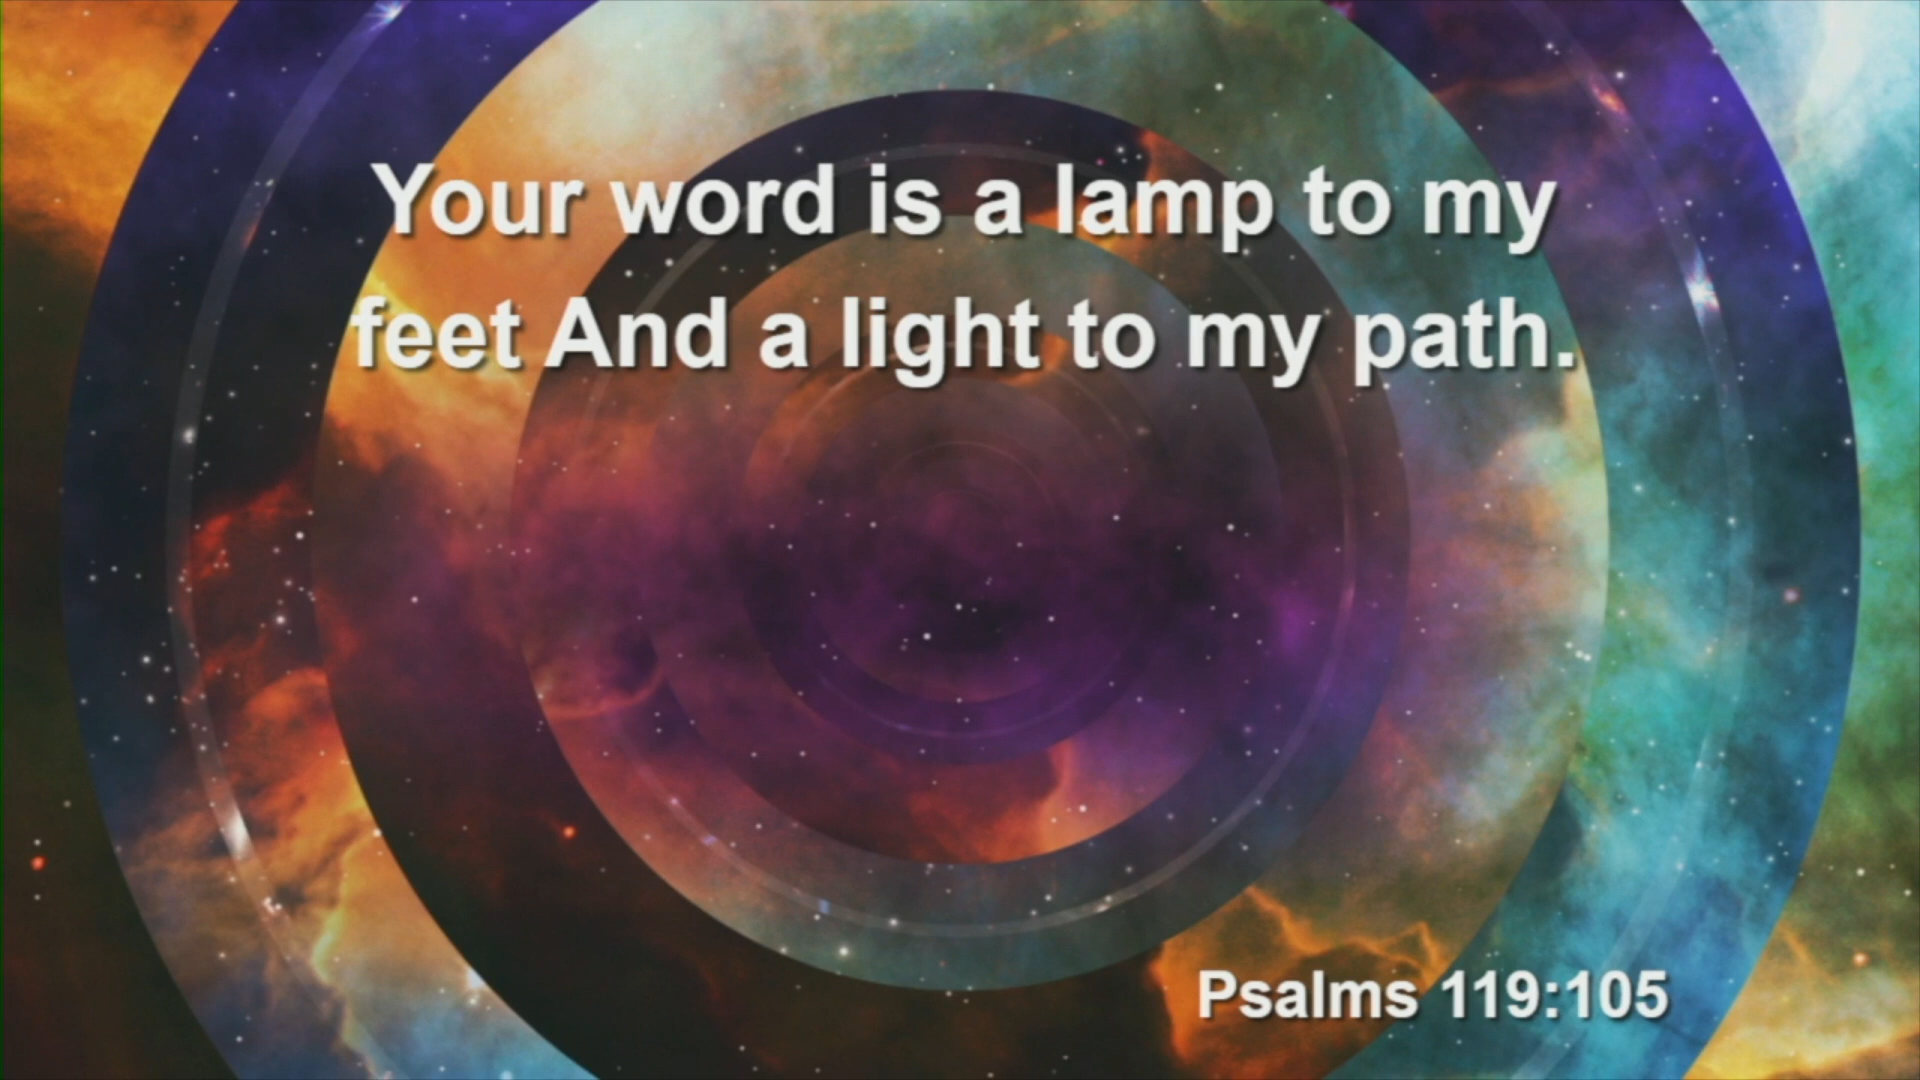 Your word is a lamp to my
feet And a light to my path.
Psalms 119:105